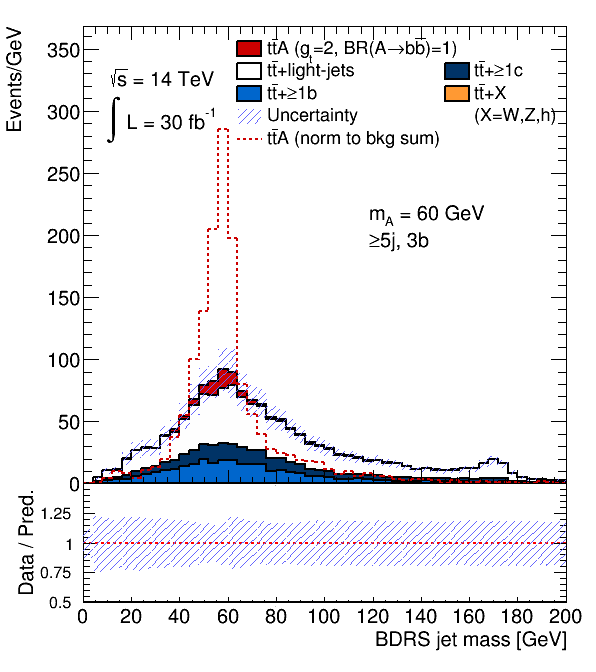 Events/GeV
350
300
250
200
150
100
50
0
√s = 14 TeV
∫ L = 30 fb⁻¹
tt̄A (g_t=2, BR(A→bb̄)=1)
tt̄+light-jets
tt̄+≥1c
tt̄+≥1b
tt̄+X
Uncertainty
(X=W,Z,h)
tt̄A (norm to bkg sum)
m_A = 60 GeV
≥5j, 3b
Data / Pred.
1.25
1
0.75
0.5
0 20 40 60 80 100 120 140 160 180 200
BDRS jet mass [GeV]